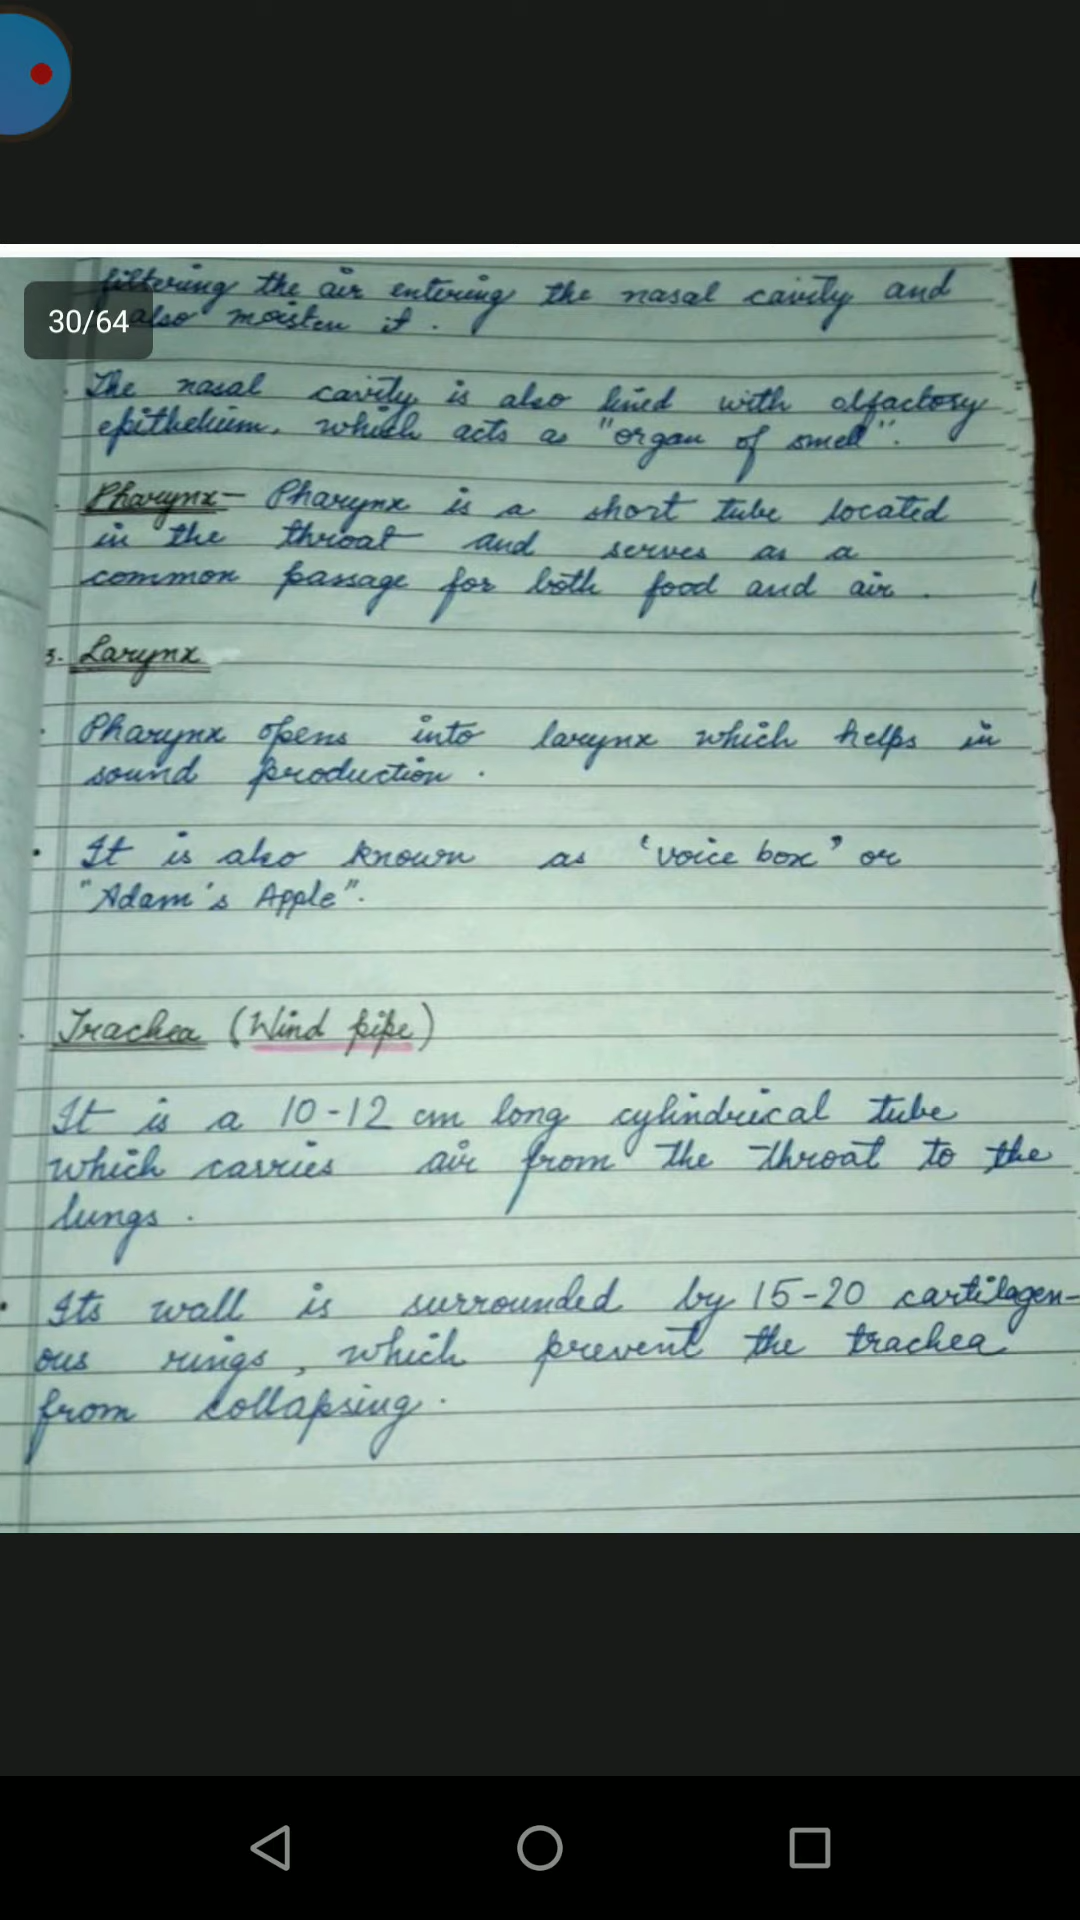 filtering the air entering the nasal cavity and
30/64
also moisten it.
The nasal cavity is also lined with olfactory
epithelium, which acts as "organ of smell".
Pharynx- Pharynx is a short tube located
in the throat and serves as a
common passage for both food and air.
3. Larynx
Pharynx opens into larynx which helps in
sound production.
• It is also known as 'voice box' or
"Adam's Apple".
Trachea (Wind pipe)
It is a 10-12 cm long cylindrical tube
which carries air from the throat to the
lungs.
• Its wall is surrounded by 15-20 cartilagen-
ous rings, which prevent the trachea
from collapsing.